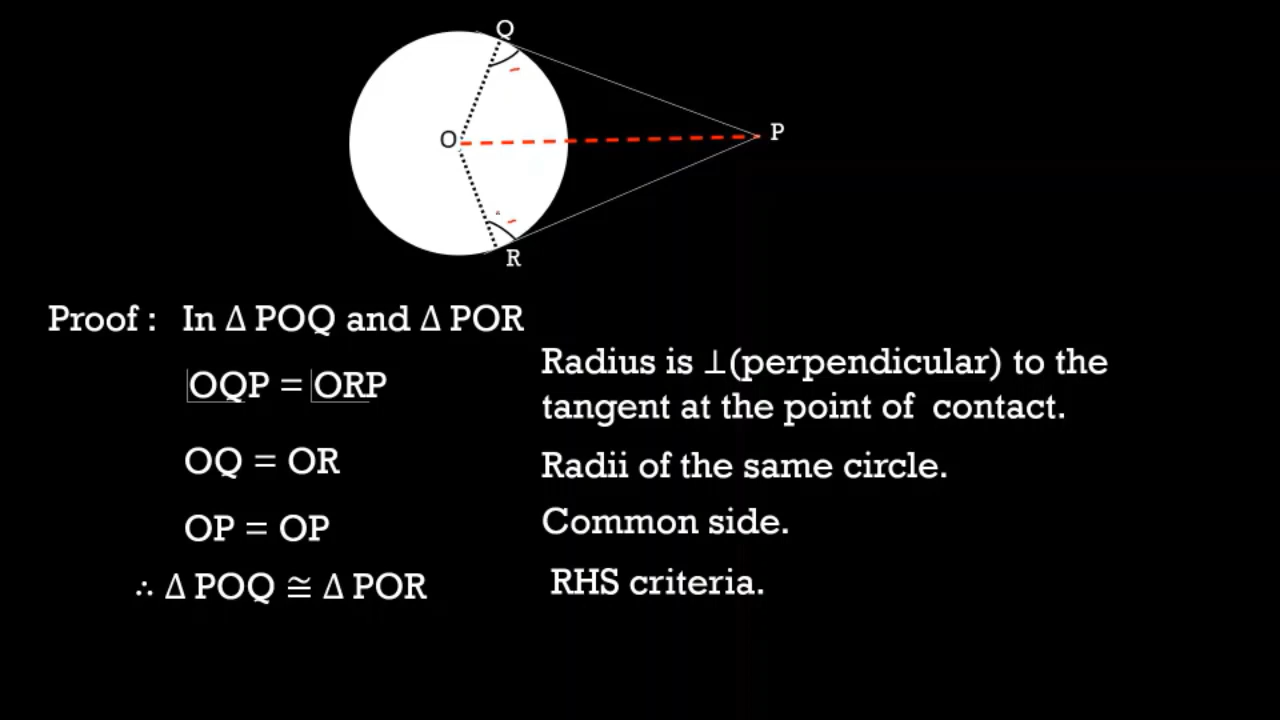 Q
O
P
R
Proof : In Δ POQ and Δ POR
OQP = ORP
Radius is ⊥(perpendicular) to the
tangent at the point of contact.
OQ = OR
Radii of the same circle.
OP = OP
Common side.
∴ Δ POQ ≅ Δ POR
RHS criteria.